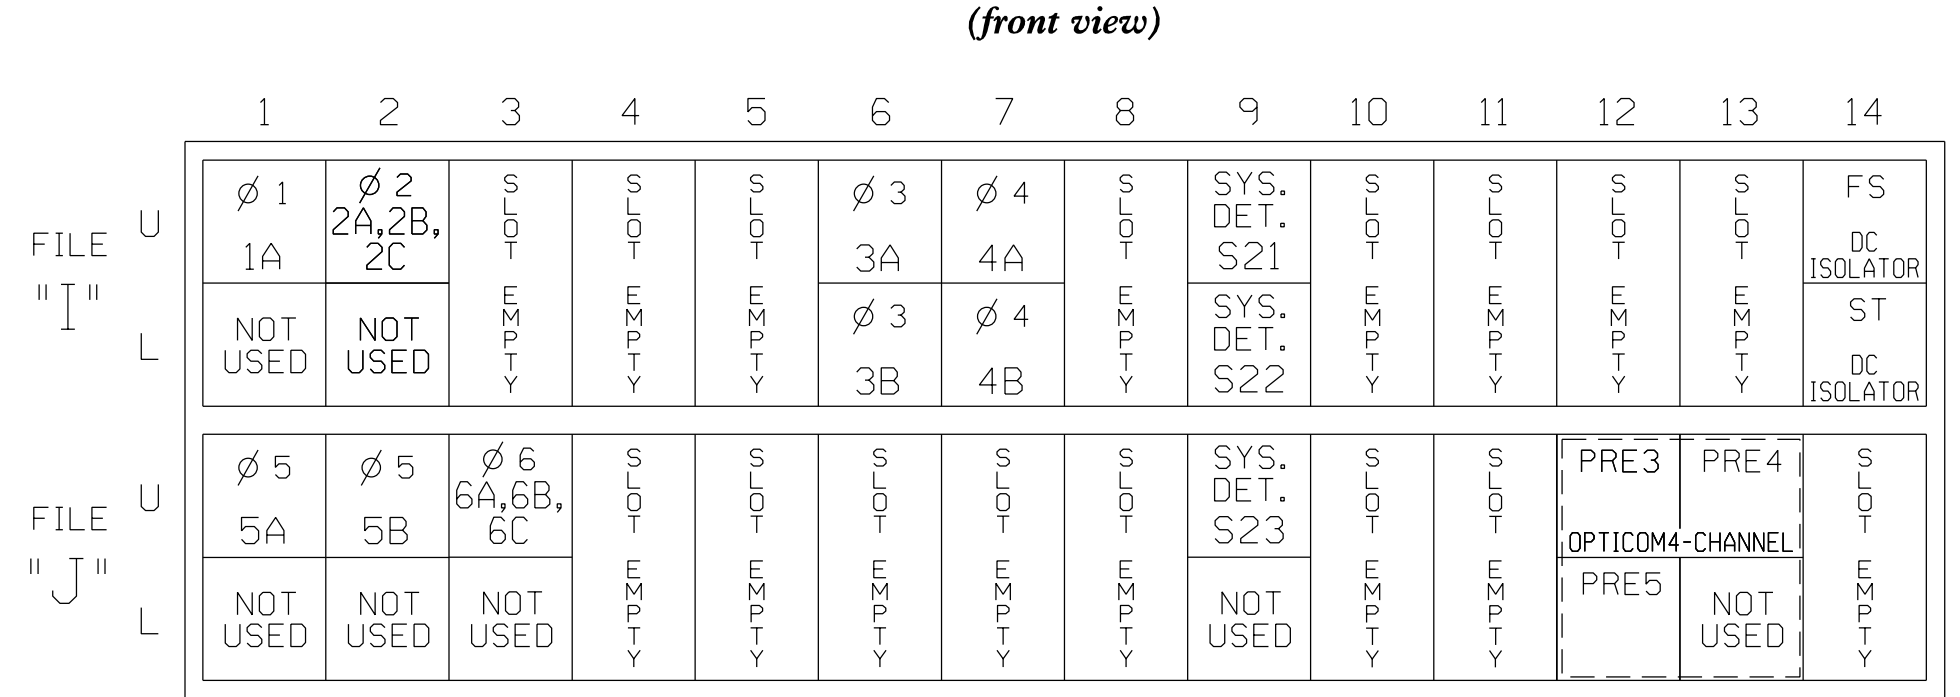 (front view)
1 2 3 4 5 6 7 8 9 10 11 12 13 14
FILE "I"
U
L
Ø 1
1A
NOT
USED
Ø 2
2A,2B,
2C
NOT
USED
SLOT EMPTY
SLOT EMPTY
SLOT EMPTY
Ø 3
3A
Ø 3
3B
Ø 4
4A
Ø 4
4B
SLOT EMPTY
SYS.
DET.
S21
SYS.
DET.
S22
SLOT EMPTY
SLOT EMPTY
SLOT EMPTY
SLOT EMPTY
FS
DC
ISOLATOR
ST
DC
ISOLATOR
FILE "J"
U
L
Ø 5
5A
NOT
USED
Ø 5
5B
NOT
USED
Ø 6
6A,6B,
6C
NOT
USED
SLOT EMPTY
SLOT EMPTY
SLOT EMPTY
SLOT EMPTY
SLOT EMPTY
SYS.
DET.
S23
NOT
USED
SLOT EMPTY
SLOT EMPTY
PRE3 PRE4
OPTICOM4-CHANNEL
PRE5
NOT
USED
SLOT EMPTY